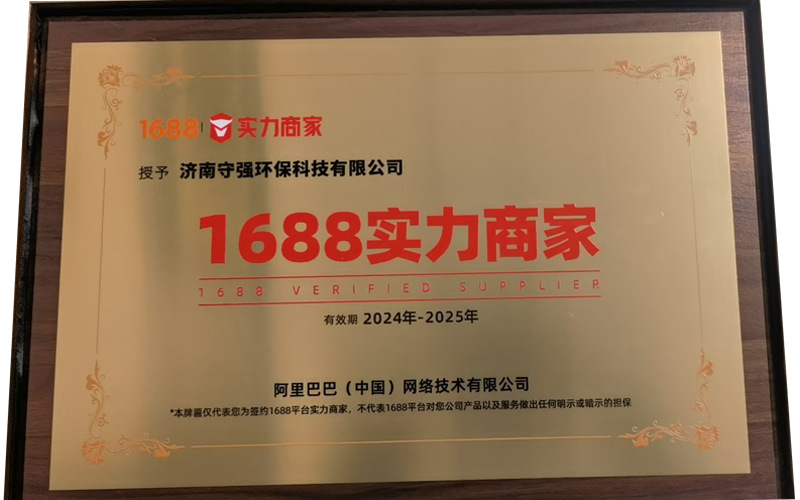 1688 实力商家
授予 济南守强环保科技有限公司
1688实力商家
1688 VERIFIED SUPPLIER
有效期 2024年-2025年
阿里巴巴（中国）网络技术有限公司
*本牌匾仅代表您为签约1688平台实力商家，不代表1688平台对您公司产品以及服务做出任何明示或暗示的担保